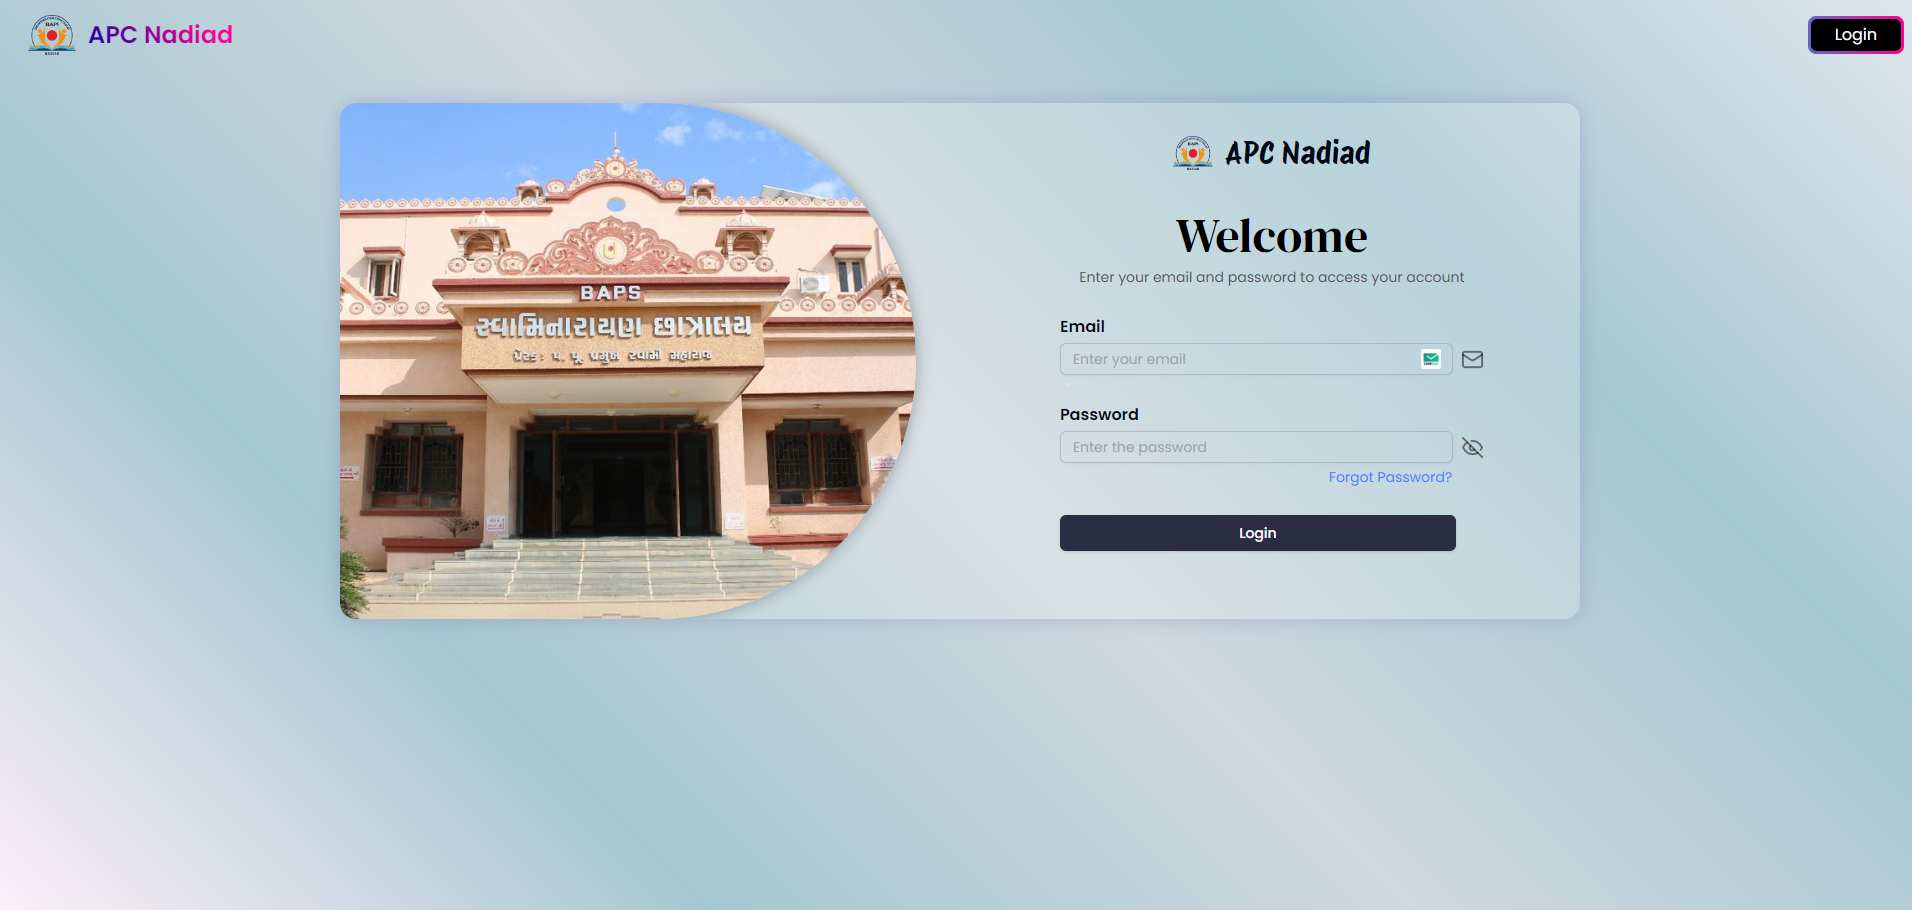 BAPS
APC Nadiad
Login
BAPS
સ્વામિનારાયણ છાત્રાલય
પ્રેરક : પ. પૂ. પ્રમુખ સ્વામી મહારાજ
APC Nadiad
Welcome
Enter your email and password to access your account
Email
Enter your email
Password
Enter the password
Forgot Password?
Login